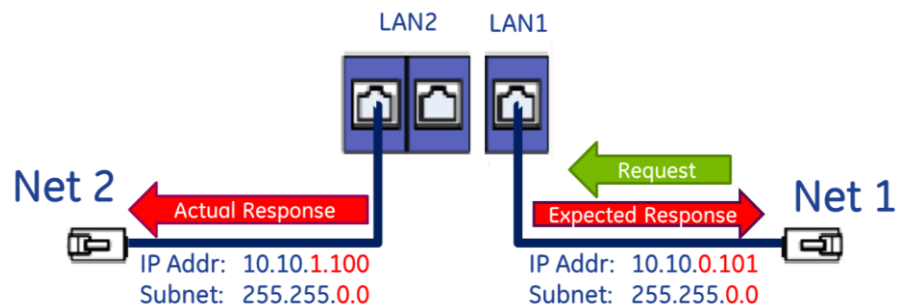 LAN2 LAN1
Request
Net 2 Net 1
Actual Response Expected Response
IP Addr: 10.10.1.100 IP Addr: 10.10.0.101
Subnet: 255.255.0.0 Subnet: 255.255.0.0